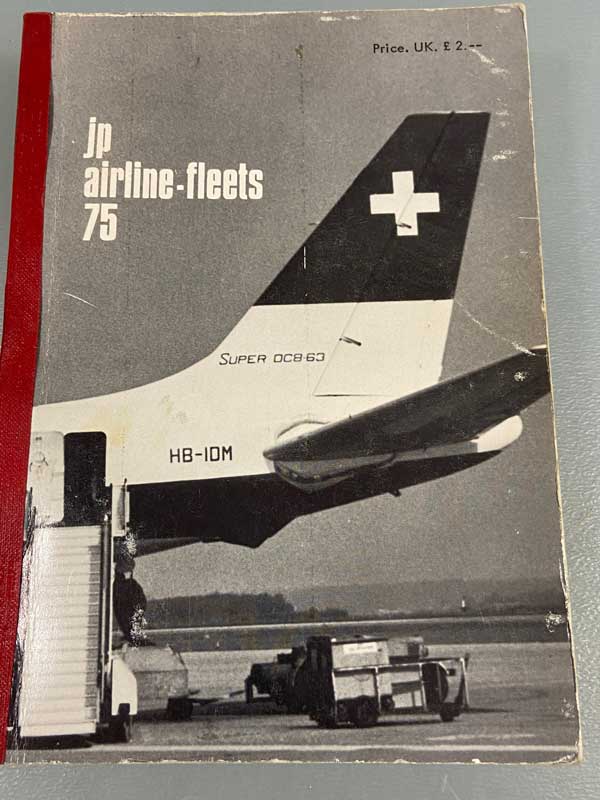 Price. UK. £ 2.--
jp
airline-fleets
75
SUPER DC8-63
HB-IDM